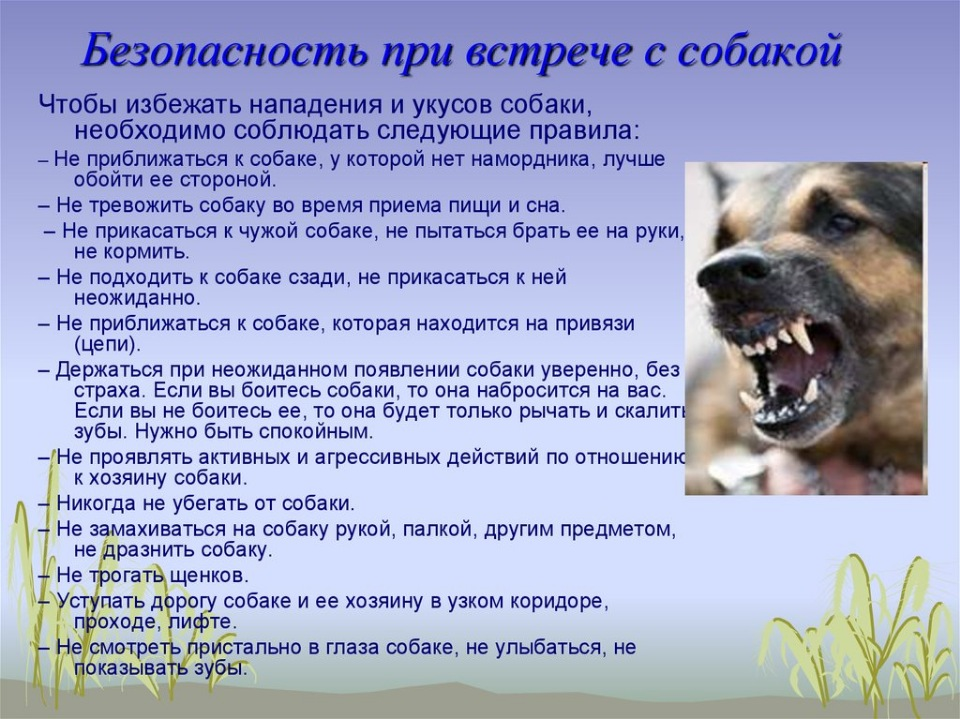 Безопасность при встрече с собакой
Чтобы избежать нападения и укусов собаки,
необходимо соблюдать следующие правила:
– Не приближаться к собаке, у которой нет намордника, лучше
обойти ее стороной.
– Не тревожить собаку во время приема пищи и сна.
– Не прикасаться к чужой собаке, не пытаться брать ее на руки,
не кормить.
– Не подходить к собаке сзади, не прикасаться к ней
неожиданно.
– Не приближаться к собаке, которая находится на привязи
(цепи).
– Держаться при неожиданном появлении собаки уверенно, без
страха. Если вы боитесь собаки, то она набросится на вас.
Если вы не боитесь ее, то она будет только рычать и скалить
зубы. Нужно быть спокойным.
– Не проявлять активных и агрессивных действий по отношению
к хозяину собаки.
– Никогда не убегать от собаки.
– Не замахиваться на собаку рукой, палкой, другим предметом,
не дразнить собаку.
– Не трогать щенков.
– Уступать дорогу собаке и ее хозяину в узком коридоре,
проходе, лифте.
– Не смотреть пристально в глаза собаке, не улыбаться, не
показывать зубы.